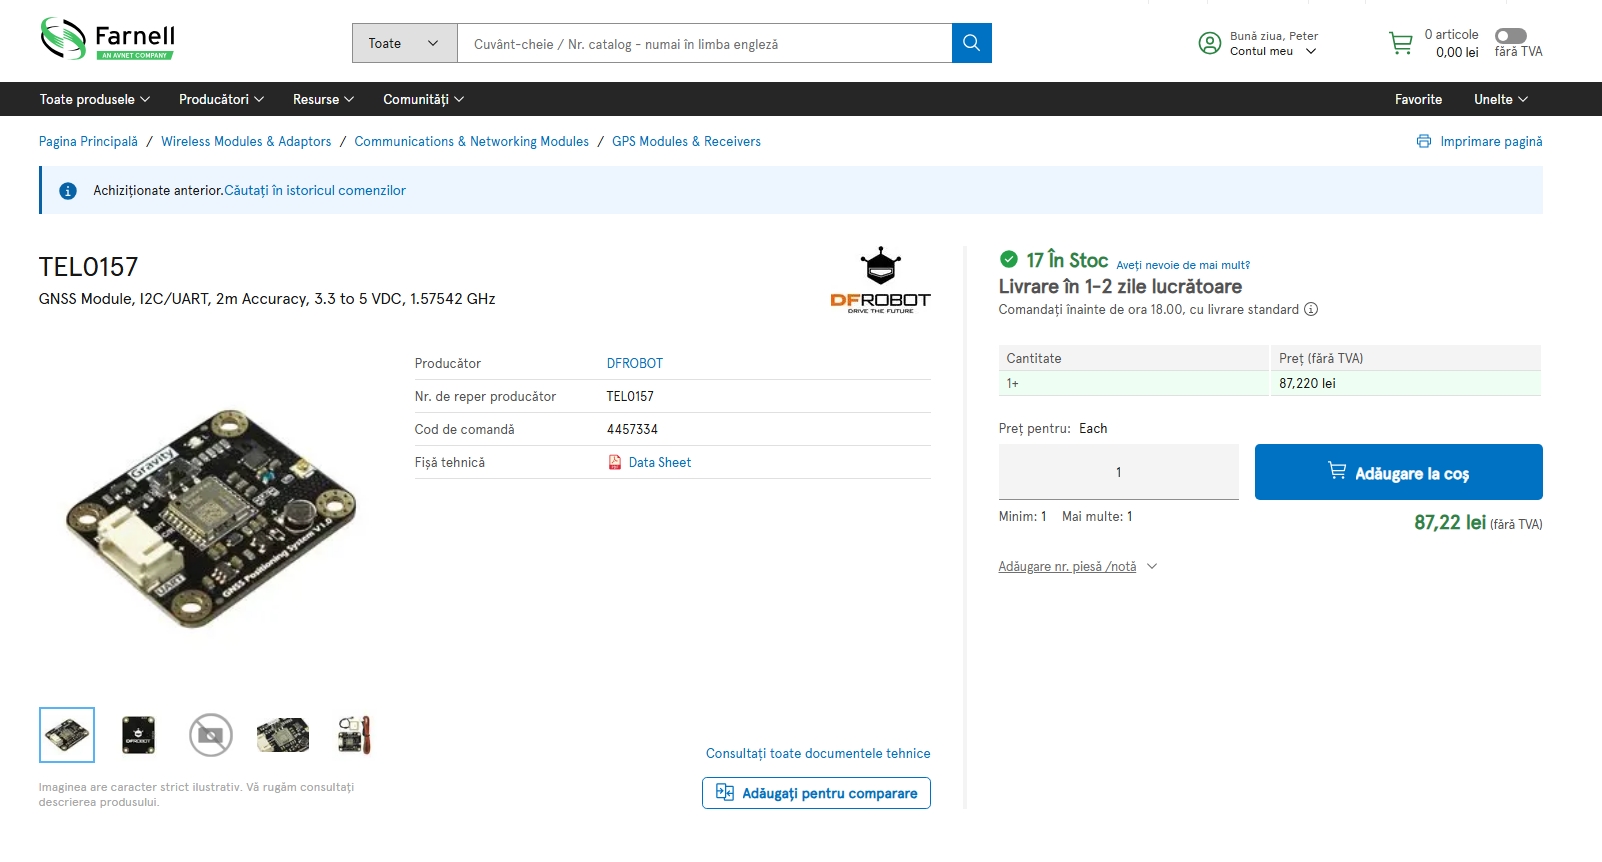 Farnell
AN AVNET COMPANY
Toate
Cuvânt-cheie / Nr. catalog - numai în limba engleză
Bună ziua, Peter
Contul meu
0 articole
0,00 lei
fără TVA
Toate produsele
Producători
Resurse
Comunități
Favorite
Unelte
Pagina Principală / Wireless Modules & Adaptors / Communications & Networking Modules / GPS Modules & Receivers
Imprimare pagină
Achiziționate anterior.Căutați în istoricul comenzilor
TEL0157
GNSS Module, I2C/UART, 2m Accuracy, 3.3 to 5 VDC, 1.57542 GHz
DFROBOT
DRIVE THE FUTURE
Producător DFROBOT
Nr. de reper producător TEL0157
Cod de comandă 4457334
Fișă tehnică Data Sheet
Gravity
UART
GNSS Positioning System V1.0
DFROBOT
Imaginea are caracter strict ilustrativ. Vă rugăm consultați
descrierea produsului.
Consultați toate documentele tehnice
Adăugați pentru comparare
17 În Stoc Aveți nevoie de mai mult?
Livrare în 1-2 zile lucrătoare
Comandați înainte de ora 18.00, cu livrare standard
Cantitate Preț (fără TVA)
1+ 87,220 lei
Preț pentru: Each
1
Adăugare la coș
Minim: 1 Mai multe: 1
87,22 lei (fără TVA)
Adăugare nr. piesă /notă